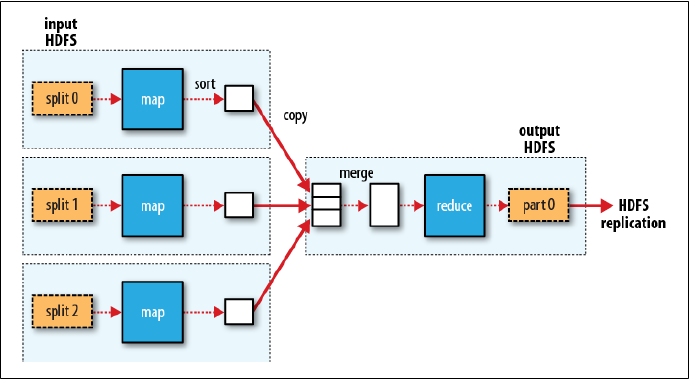 input
HDFS
split 0
map
sort
copy
split 1
map
merge
reduce
output
HDFS
part 0
HDFS
replication
split 2
map